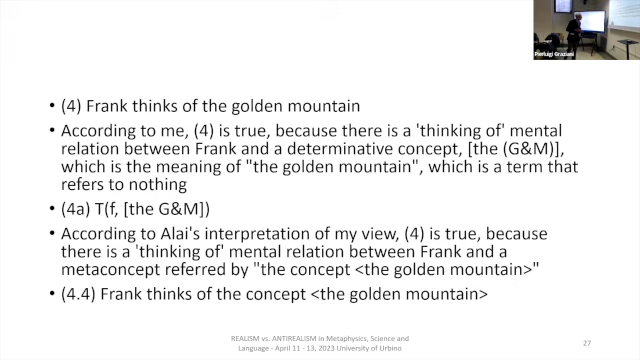 Pierluigi Graziani
• (4) Frank thinks of the golden mountain
• According to me, (4) is true, because there is a 'thinking of' mental
relation between Frank and a determinative concept, [the (G&M)],
which is the meaning of "the golden mountain", which is a term that
refers to nothing
• (4a) T(f, [the G&M])
• According to Alai's interpretation of my view, (4) is true, because
there is a 'thinking of' mental relation between Frank and a
metaconcept referred by "the concept <the golden mountain>"
• (4.4) Frank thinks of the concept <the golden mountain>
REALISM vs. ANTIREALISM in Metaphysics, Science and
Language - April 11 - 13, 2023 University of Urbino
27